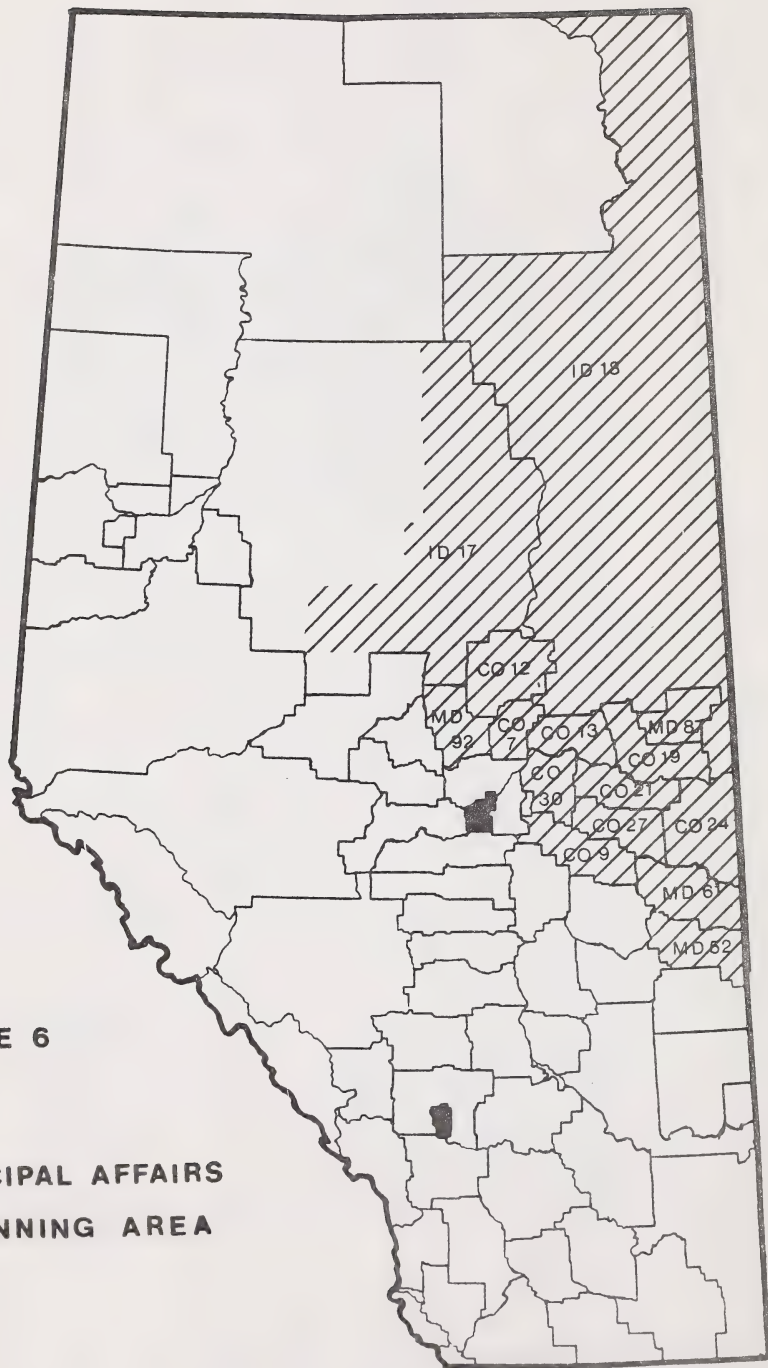 ID 18
ID 17
CO 12
MD 92
CO 7
CO 13
MD 87
CO 19
CO 30
CO 21
CO 27
CO 24
CO 9
MD 61
MD 52
E 6
CIPAL AFFAIRS
NNING AREA